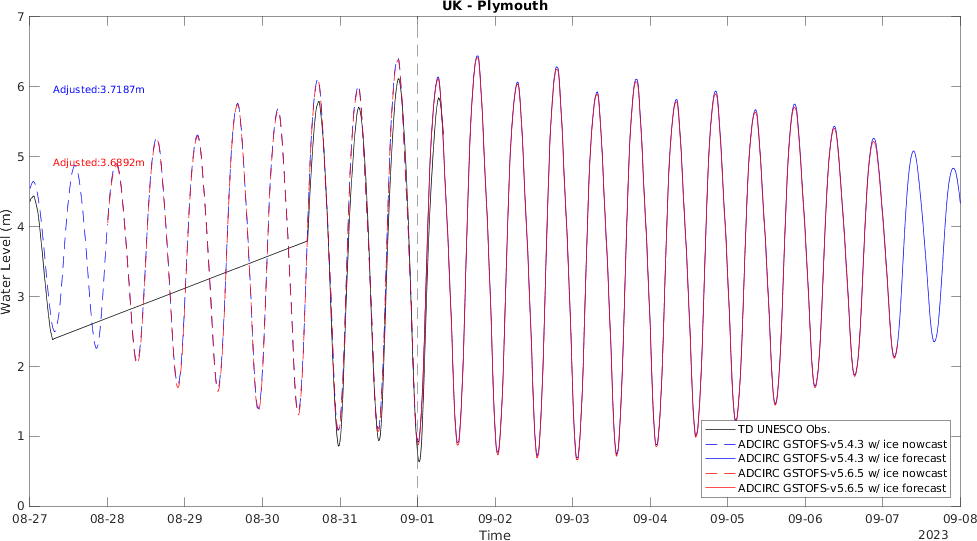 UK - Plymouth
7
6
5
4
3
2
1
0
Water Level (m)
Adjusted:3.7187m
Adjusted:3.6892m
TD UNESCO Obs.
ADCIRC GSTOFS-v5.4.3 w/ ice nowcast
ADCIRC GSTOFS-v5.4.3 w/ ice forecast
ADCIRC GSTOFS-v5.6.5 w/ ice nowcast
ADCIRC GSTOFS-v5.6.5 w/ ice forecast
08-27 08-28 08-29 08-30 08-31 09-01 09-02 09-03 09-04 09-05 09-06 09-07 09-08
Time
2023